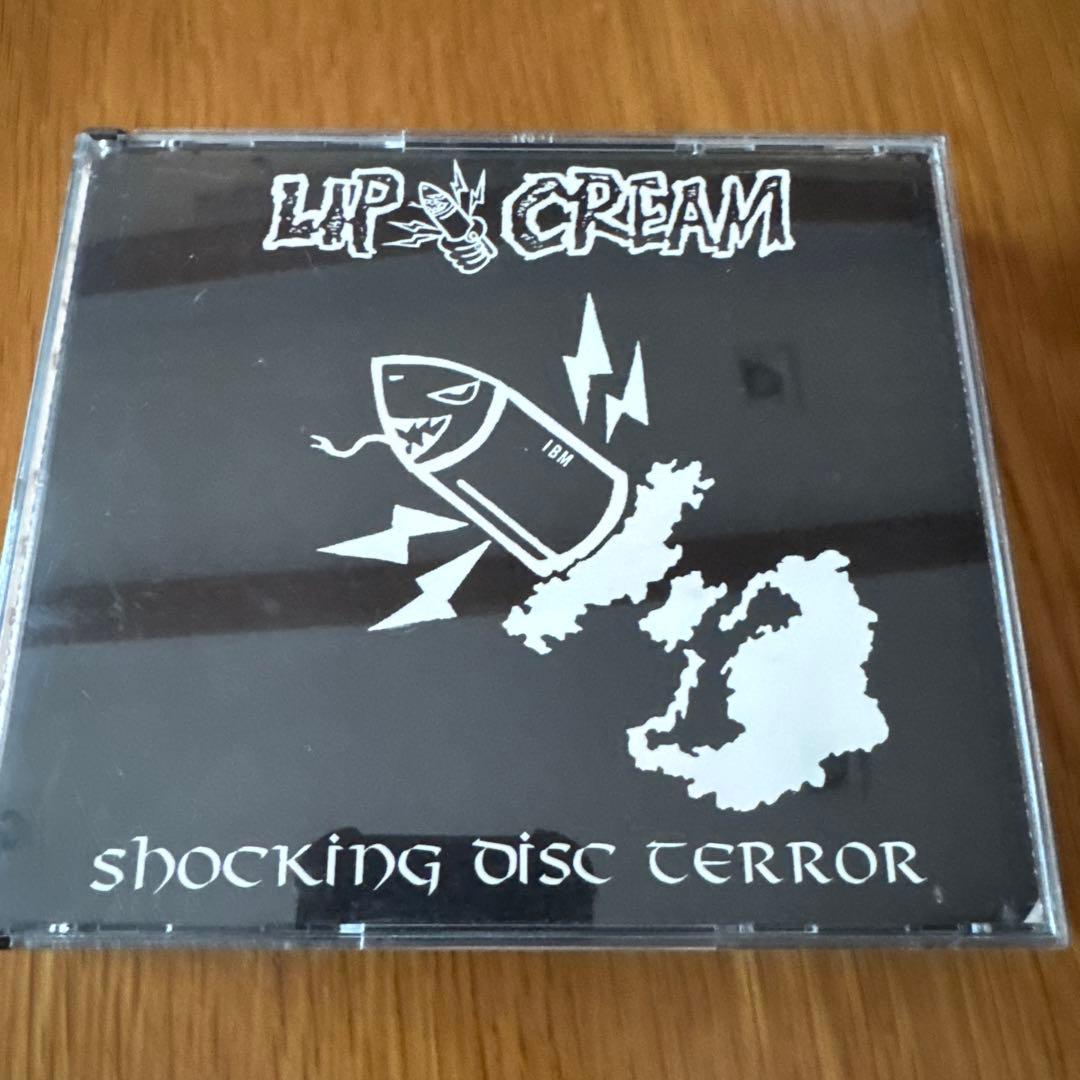 LIP CREAM
IBM
shocking disc terror